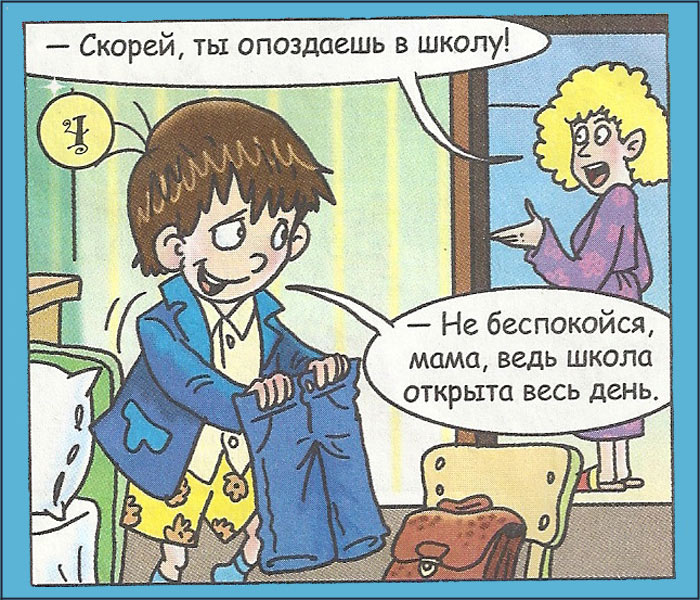 — Скорей, ты опоздаешь в школу!
— Не беспокойся,
мама, ведь школа
открыта весь день.